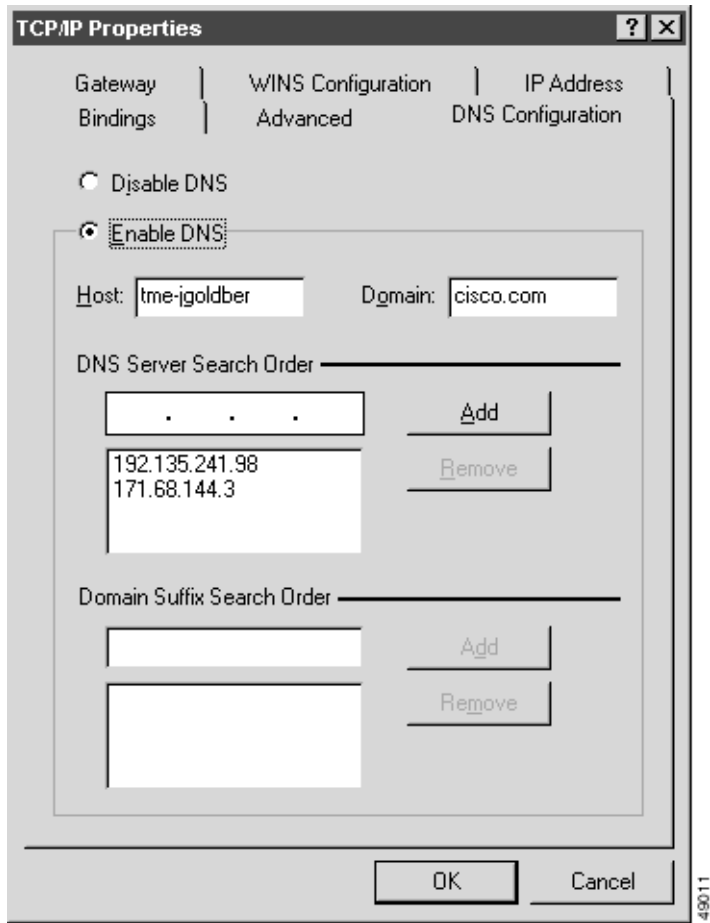 TCP/IP Properties ? ×
Gateway WINS Configuration IP Address
Bindings Advanced DNS Configuration
Disable DNS
Enable DNS
Host: tme-jgoldber Domain: cisco.com
DNS Server Search Order
. . . Add
192.135.241.98 Remove
171.68.144.3
Domain Suffix Search Order
Add
Remove
OK Cancel
49011